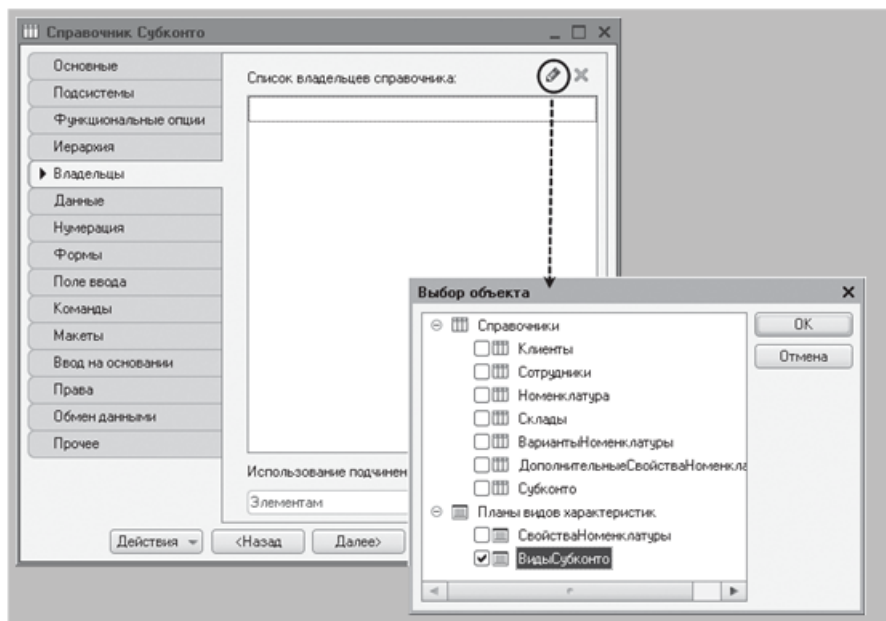 Справочник Субконто
Основные
Подсистемы
Функциональные опции
Иерархия
Владельцы
Данные
Нумерация
Формы
Поле ввода
Команды
Макеты
Ввод на основании
Права
Обмен данными
Прочее
Список владельцев справочника:
Использование подчинен
Элементам
Действия
<Назад
Далее>
Выбор объекта
Справочники
Клиенты
Сотрудники
Номенклатура
Склады
ВариантыНоменклатуры
ДополнительныеСвойстваНоменкла
Субконто
Планы видов характеристик
СвойстваНоменклатуры
ВидыСубконто
OK
Отмена